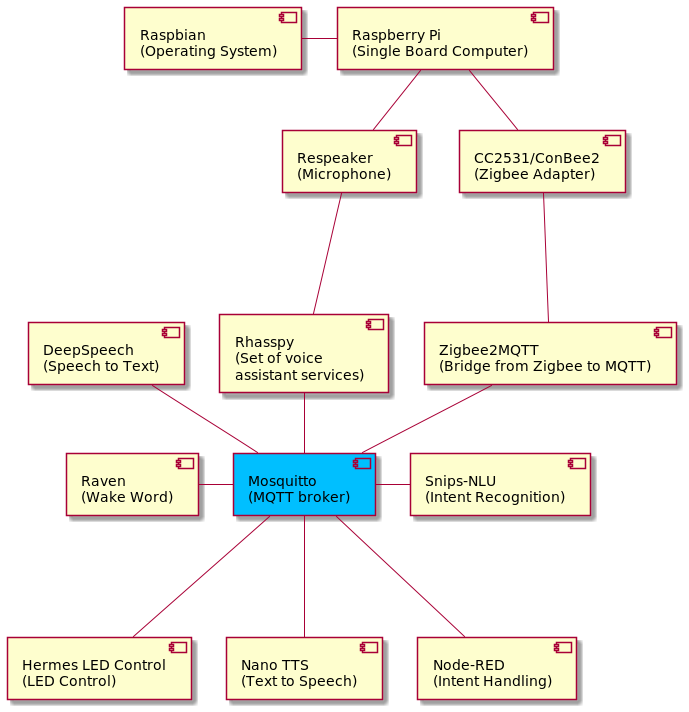 Raspbian
(Operating System)
Raspberry Pi
(Single Board Computer)
Respeaker
(Microphone)
CC2531/ConBee2
(Zigbee Adapter)
DeepSpeech
(Speech to Text)
Rhasspy
(Set of voice
assistant services)
Zigbee2MQTT
(Bridge from Zigbee to MQTT)
Raven
(Wake Word)
Mosquitto
(MQTT broker)
Snips-NLU
(Intent Recognition)
Hermes LED Control
(LED Control)
Nano TTS
(Text to Speech)
Node-RED
(Intent Handling)